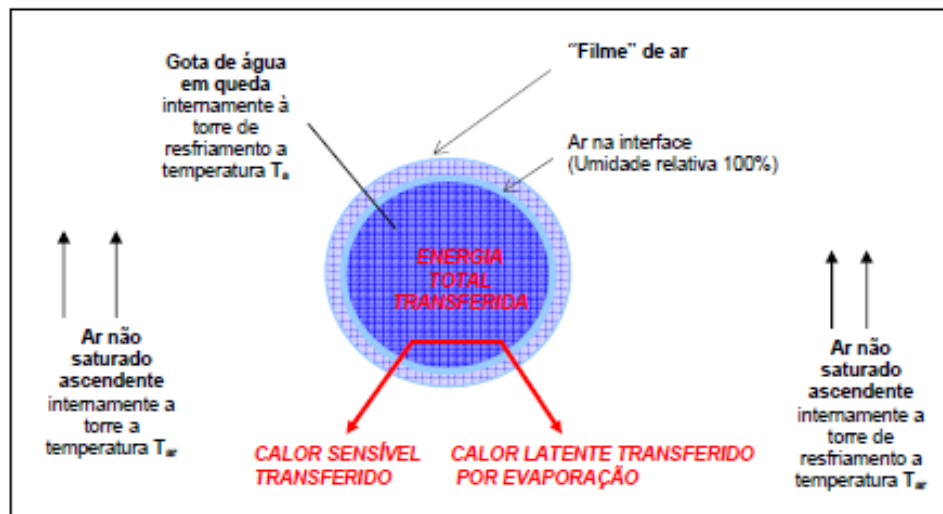 Gota de água
em queda
internamente à
torre de
resfriamento a
temperatura Ta
"Filme" de ar
Ar na interface
(Umidade relativa 100%)
ENERGIA
TOTAL
TRANSFERIDA
Ar não
saturado
ascendente
internamente a
torre a
temperatura Tar
CALOR SENSÍVEL
TRANSFERIDO
CALOR LATENTE TRANSFERIDO
POR EVAPORAÇÃO
Ar não
saturado
ascendente
internamente a
torre de
resfriamento a
temperatura Tar